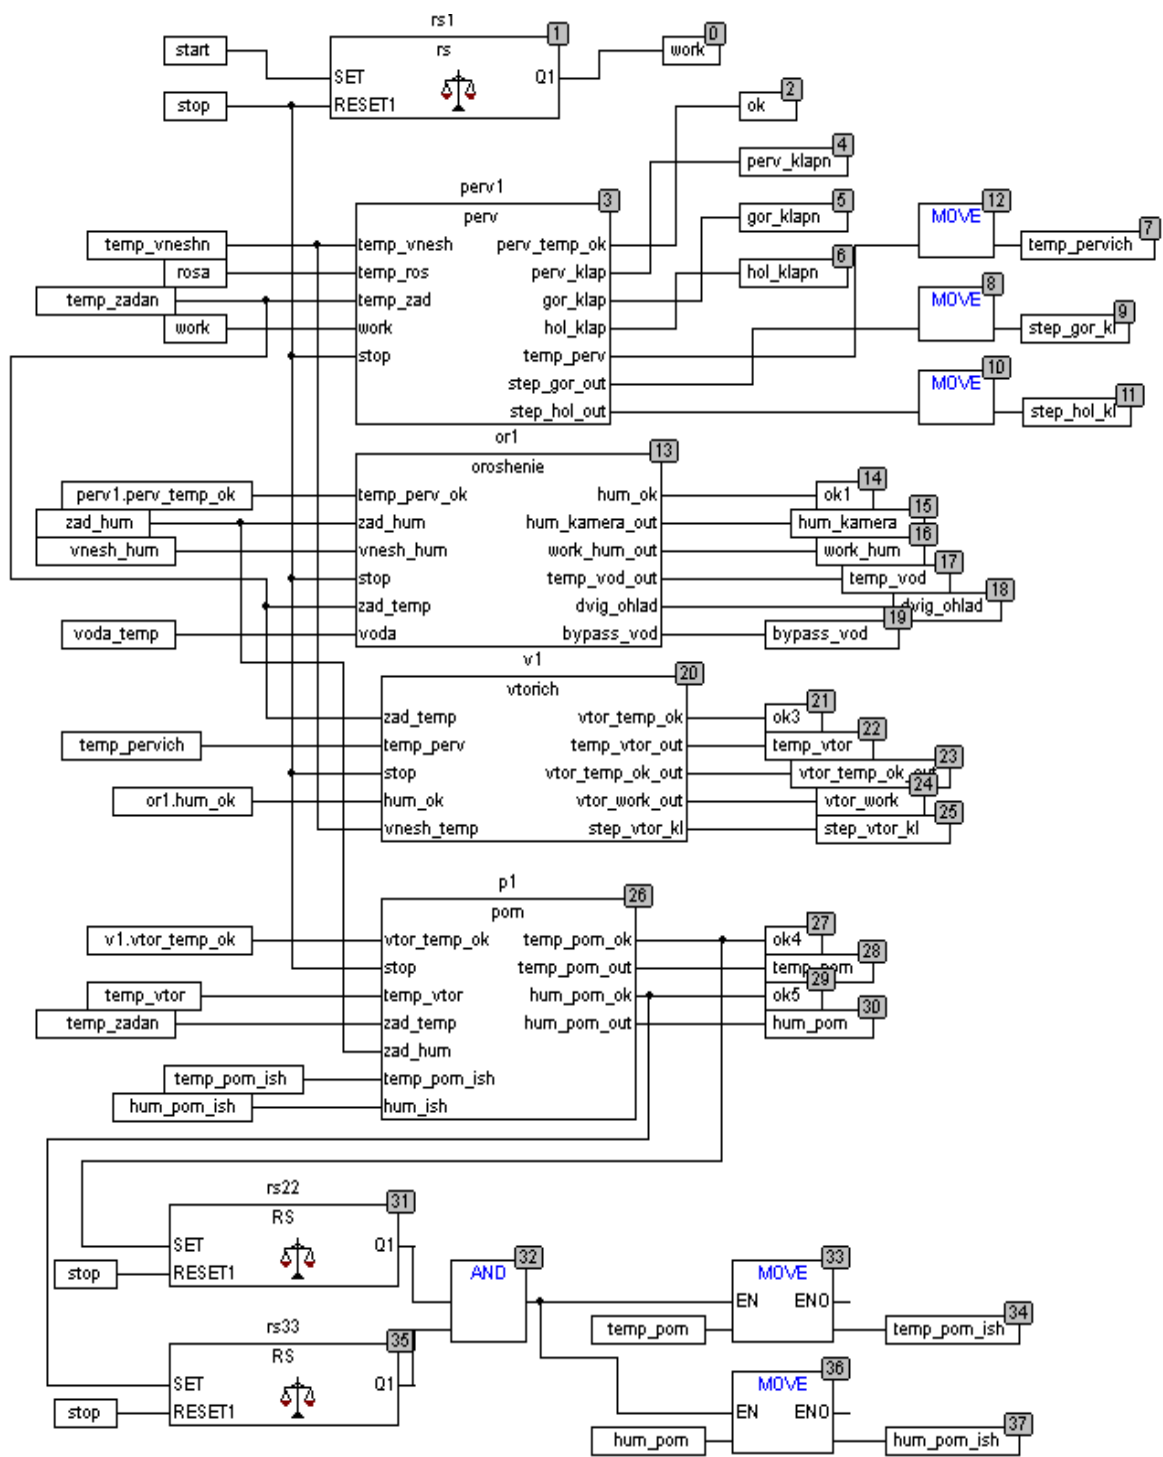 rs1
1
0
start
rs
work
SET
Q1
stop
RESET1
2
ok
4
perv_klapn
perv1
3
5
12
perv
gor_klapn
MOVE
7
temp_vneshn
temp_vnesh
perv_temp_ok
temp_pervich
6
rosa
temp_ros
perv_klap
hol_klapn
8
temp_zadan
temp_zad
gor_klap
MOVE
9
work
work
hol_klap
step_gor_kl
stop
temp_perv
10
step_gor_out
MOVE
11
step_hol_out
step_hol_kl
or1
13
oroshenie
14
perv1.perv_temp_ok
temp_perv_ok
hum_ok
ok1
15
zad_hum
zad_hum
hum_kamera_out
hum_kamera
16
vnesh_hum
vnesh_hum
work_hum_out
work_hum
17
stop
temp_vod_out
temp_vod
18
zad_temp
dvig_ohlad
dvig_ohlad
19
voda_temp
voda
bypass_vod
bypass_vod
v1
20
vtorich
21
zad_temp
vtor_temp_ok
ok3
22
temp_pervich
temp_perv
temp_vtor_out
temp_vtor
23
stop
vtor_temp_ok_out
vtor_temp_ok_out
24
or1.hum_ok
hum_ok
vtor_work_out
vtor_work
25
vnesh_temp
step_vtor_kl
step_vtor_kl
p1
26
pom
27
v1.vtor_temp_ok
vtor_temp_ok
temp_pom_ok
ok4
28
stop
temp_pom_out
temp_pom
29
temp_vtor
temp_vtor
hum_pom_ok
ok5
30
temp_zadan
zad_temp
hum_pom_out
hum_pom
zad_hum
temp_pom_ish
temp_pom_ish
hum_pom_ish
hum_ish
rs22
31
RS
SET
Q1
32
33
stop
RESET1
AND
MOVE
EN
ENO
34
rs33
temp_pom
temp_pom_ish
35
RS
36
SET
Q1
MOVE
stop
RESET1
EN
ENO
37
hum_pom
hum_pom_ish